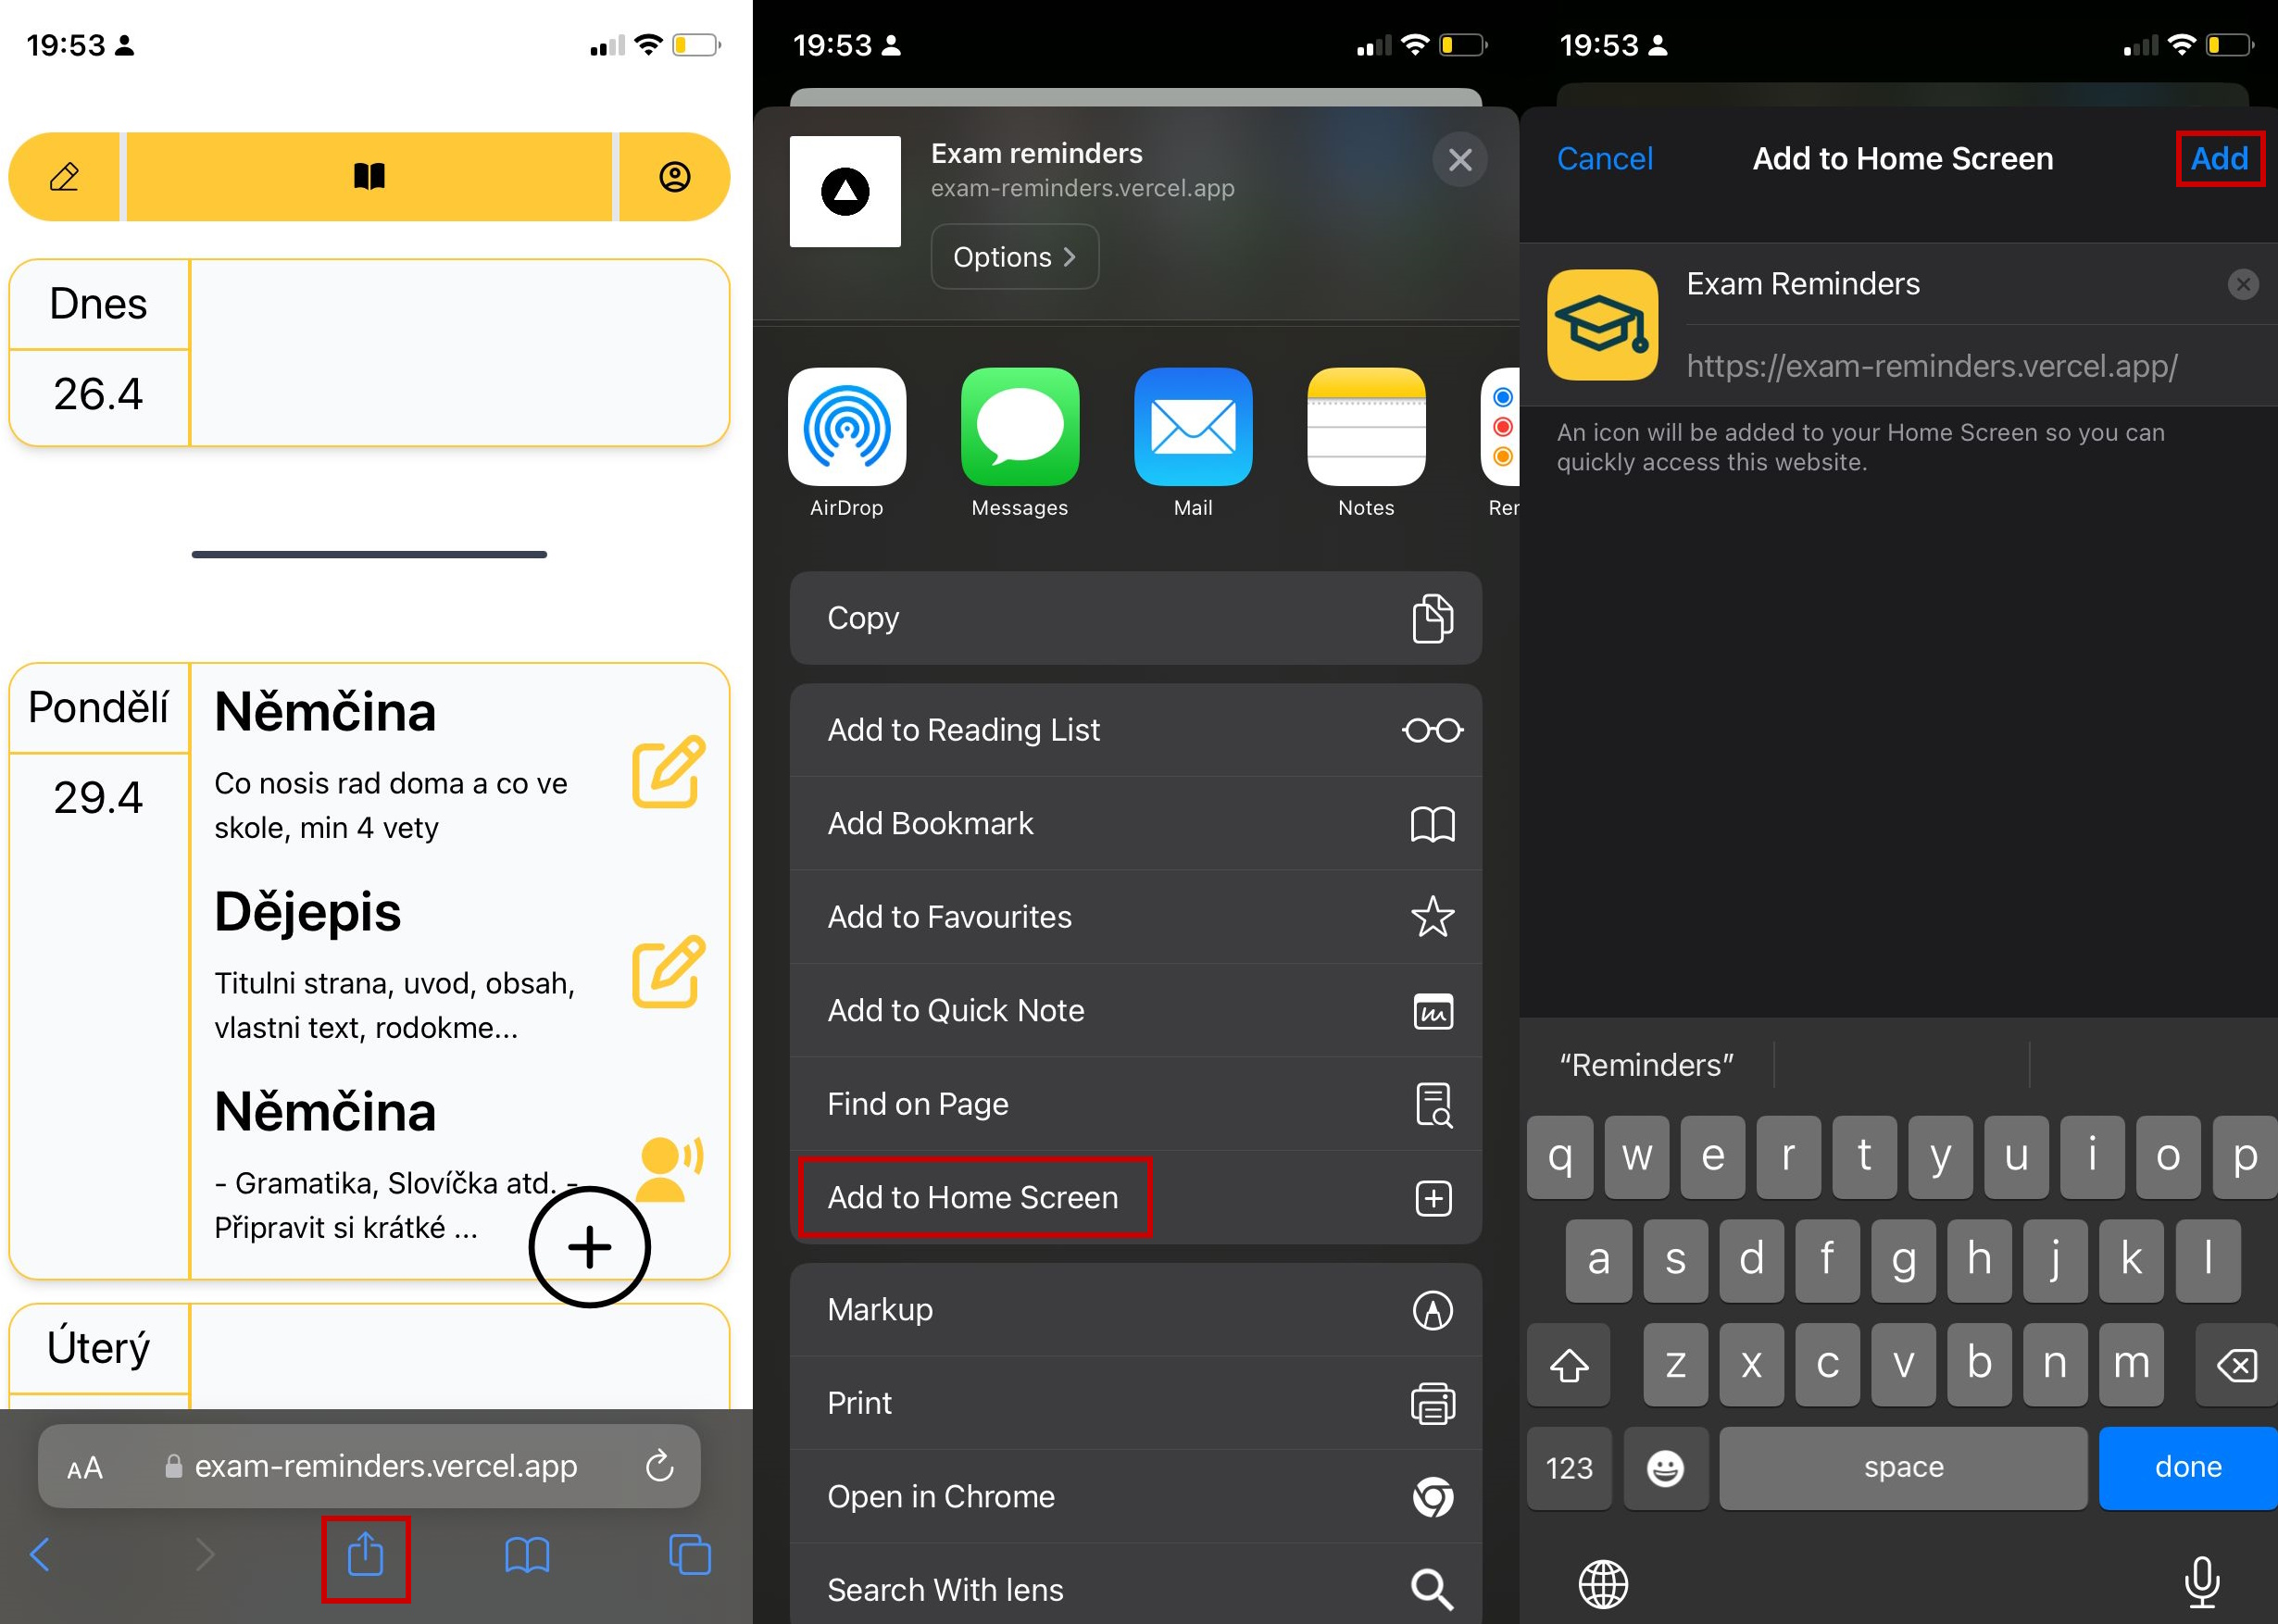 19:53
Dnes
26.4
Pondělí
29.4
Němčina
Co nosis rad doma a co ve
skole, min 4 vety
Dějepis
Titulni strana, uvod, obsah,
vlastni text, rodokme...
Němčina
- Gramatika, Slovíčka atd. -
Připravit si krátké ...
Úterý
AA exam-reminders.vercel.app
19:53
Exam reminders
exam-reminders.vercel.app
Options
AirDrop
Messages
Mail
Notes
Rer
Copy
Add to Reading List
Add Bookmark
Add to Favourites
Add to Quick Note
Find on Page
Add to Home Screen
Markup
Print
Open in Chrome
Search With lens
19:53
Cancel Add to Home Screen Add
Exam Reminders
https://exam-reminders.vercel.app/
An icon will be added to your Home Screen so you can
quickly access this website.
“Reminders”
q w e r t y u i o p
a s d f g h j k l
z x c v b n m
123 space done